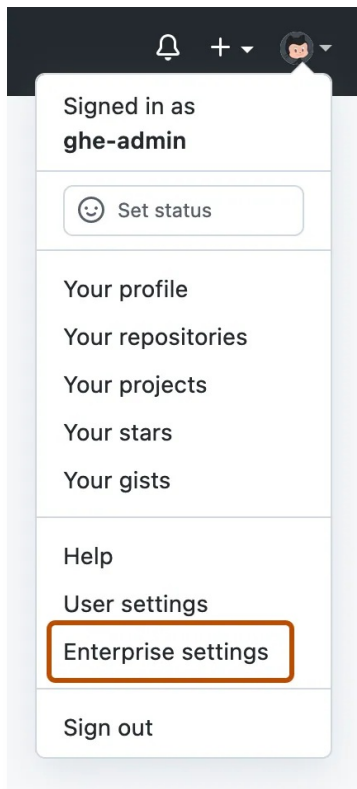 Signed in as
ghe-admin
Set status
Your profile
Your repositories
Your projects
Your stars
Your gists
Help
User settings
Enterprise settings
Sign out